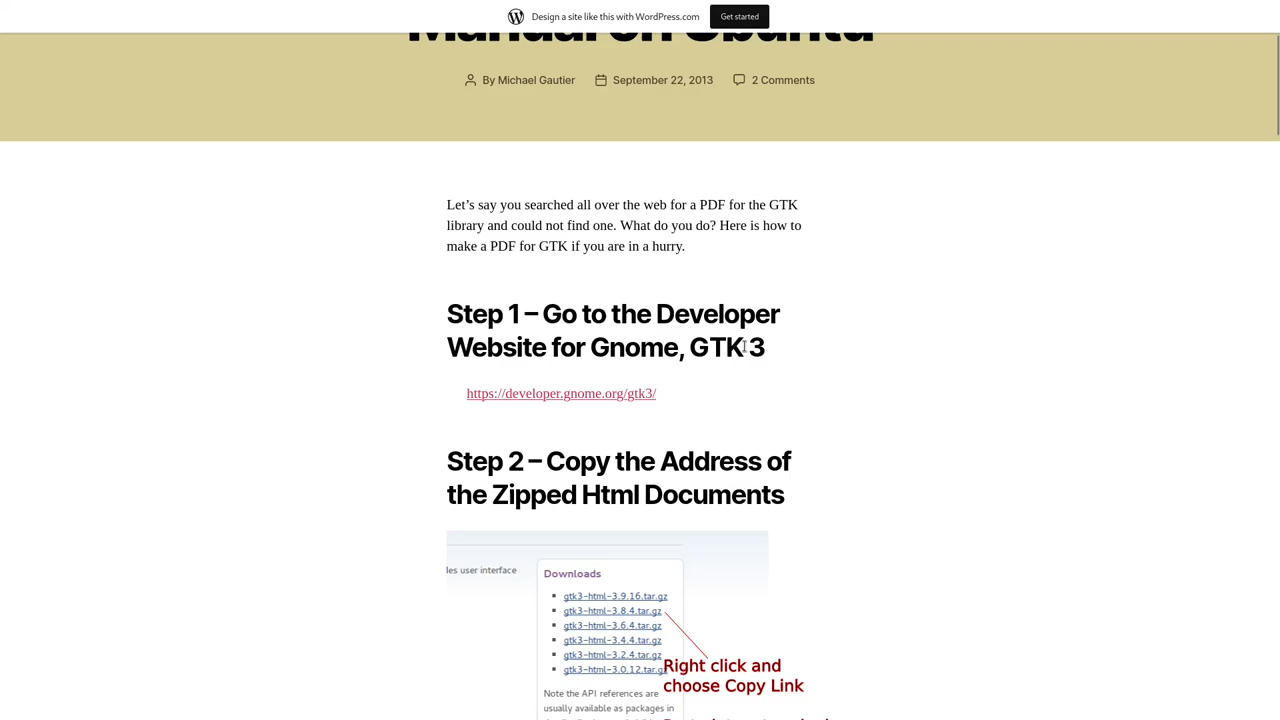 Design a site like this with WordPress.com
Get started
Manual on Ubuntu
By Michael Gautier
September 22, 2013
2 Comments
Let’s say you searched all over the web for a PDF for the GTK
library and could not find one. What do you do? Here is how to
make a PDF for GTK if you are in a hurry.
Step 1 – Go to the Developer
Website for Gnome, GTK 3
https://developer.gnome.org/gtk3/
Step 2 – Copy the Address of
the Zipped Html Documents
les user interface
Downloads
gtk3-html-3.9.16.tar.gz
gtk3-html-3.8.4.tar.gz
gtk3-html-3.6.4.tar.gz
gtk3-html-3.4.4.tar.gz
gtk3-html-3.2.4.tar.gz
gtk3-html-3.0.12.tar.gz
Right click and
choose Copy Link
Note the API references are
usually available as packages in